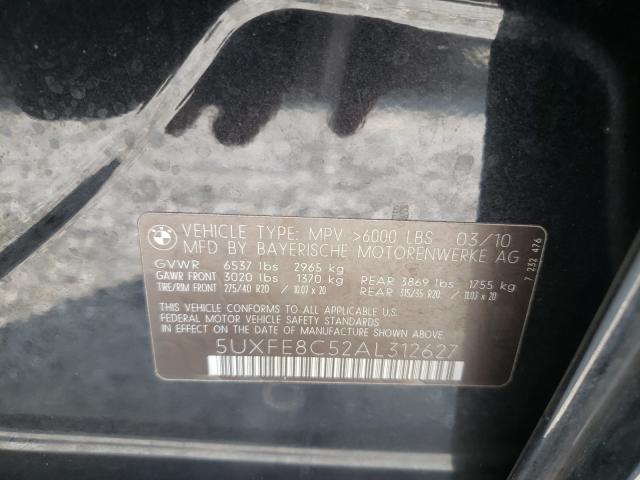 BMW
VEHICLE TYPE: MPV >6000 LBS 03/10
MFD BY BAYERISCHE MOTORENWERKE AG
GVWR 6537 lbs 2965 kg
GAWR FRONT 3020 lbs 1370 kg REAR 3869 lbs 1755 kg
TIRE/RIM FRONT 275/40 R20 / 10.0J x 20 REAR 315/35 R20 / 11.0J x 20
THIS VEHICLE CONFORMS TO ALL APPLICABLE U.S.
FEDERAL MOTOR VEHICLE SAFETY STANDARDS IN EFFECT
ON THE DATE OF MANUFACTURE SHOWN ABOVE.
5UXFE8C52AL312627
7 232 476